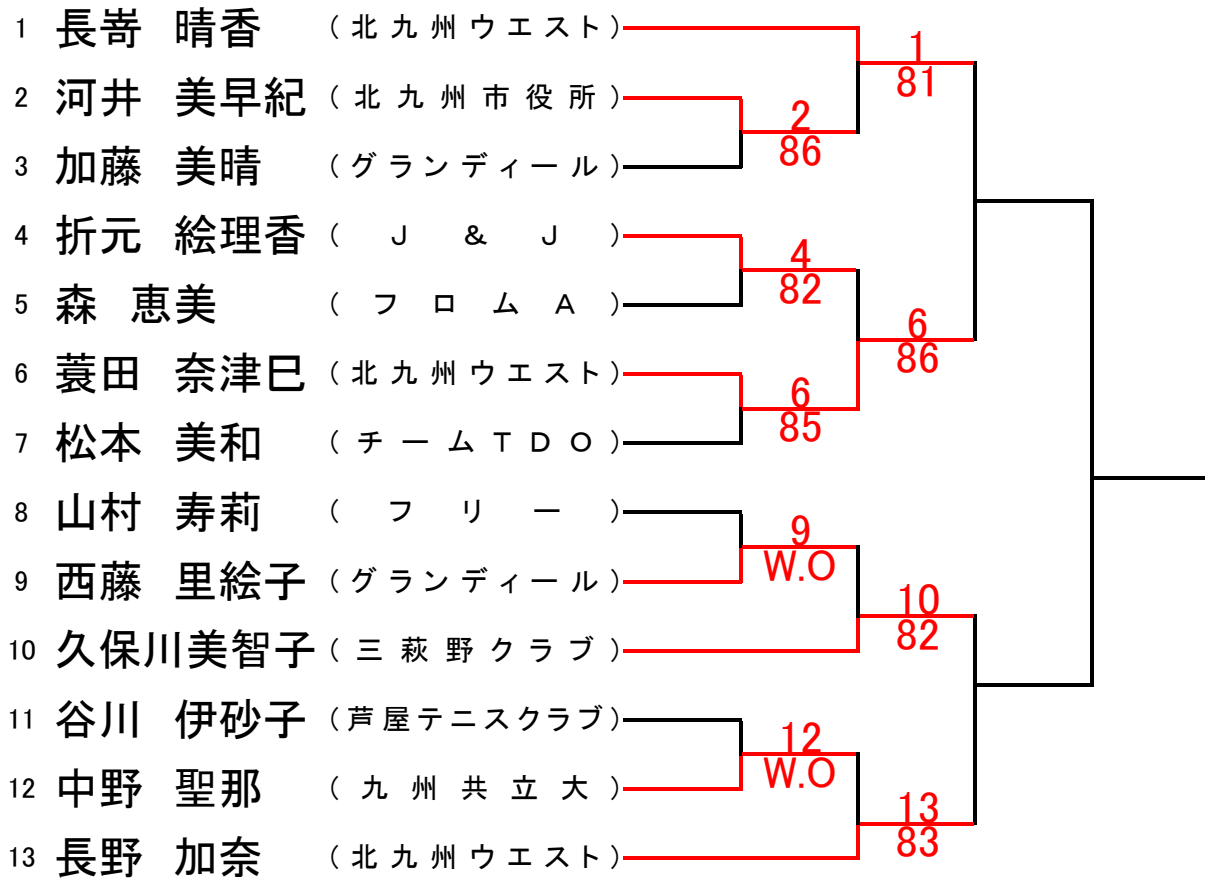 1 長嵜 晴香 (北九州ウエスト)
1
81
2 河井 美早紀 (北九州市役所)
2
86
3 加藤 美晴 (グランディール)
4 折元 絵理香 (J&J)
4
82
5 森 恵美 (フロムA)
6
86
6 蓑田 奈津巳 (北九州ウエスト)
6
85
7 松本 美和 (チームTDO)
8 山村 寿莉 (フリー)
9
W.O
9 西藤 里絵子 (グランディール)
10
82
10 久保川美智子 (三萩野クラブ)
11 谷川 伊砂子 (芦屋テニスクラブ)
12
W.O
12 中野 聖那 (九州共立大)
13
83
13 長野 加奈 (北九州ウエスト)